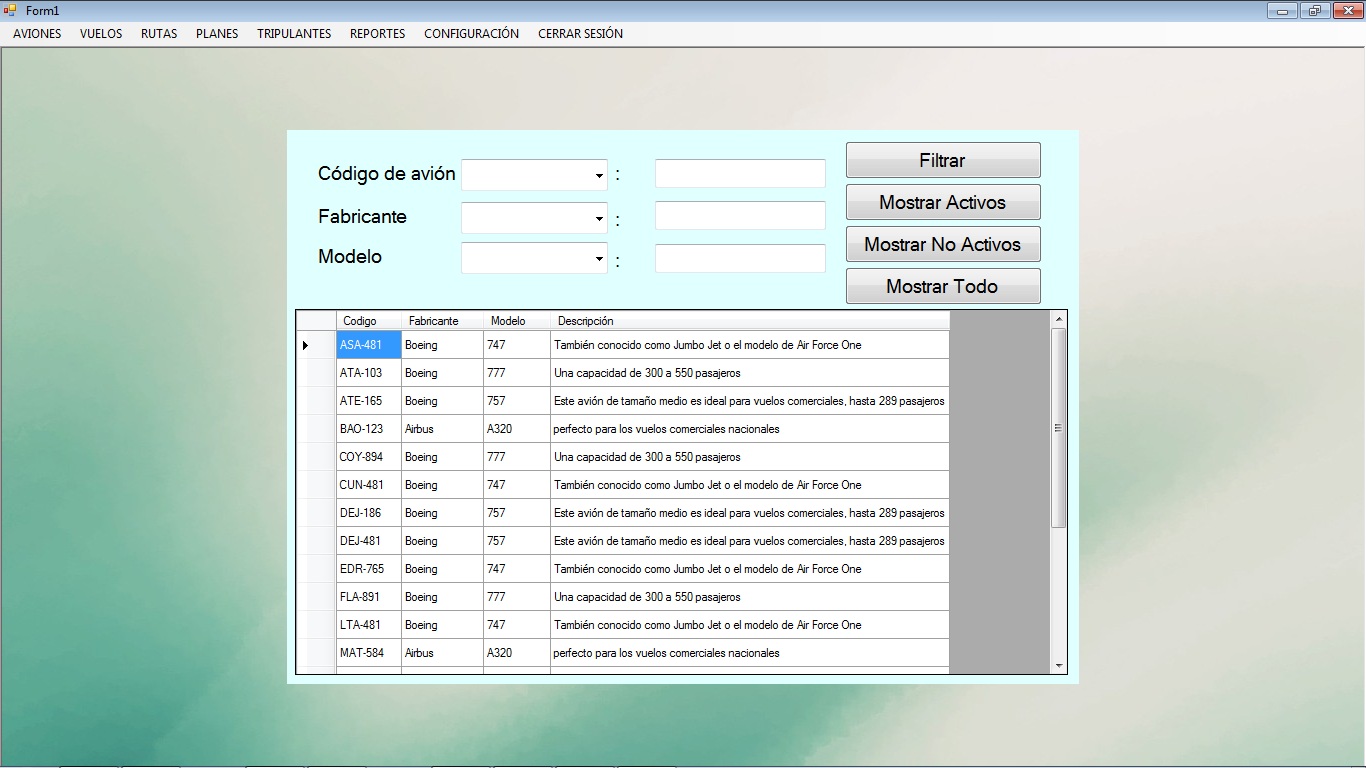 Form1
AVIONES VUELOS RUTAS PLANES TRIPULANTES REPORTES CONFIGURACIÓN CERRAR SESIÓN
Código de avión :
Fabricante :
Modelo :
Filtrar
Mostrar Activos
Mostrar No Activos
Mostrar Todo
Codigo Fabricante Modelo Descripción
ASA-481 Boeing 747 También conocido como Jumbo Jet o el modelo de Air Force One
ATA-103 Boeing 777 Una capacidad de 300 a 550 pasajeros
ATE-165 Boeing 757 Este avión de tamaño medio es ideal para vuelos comerciales, hasta 289 pasajeros
BAO-123 Airbus A320 perfecto para los vuelos comerciales nacionales
COY-894 Boeing 777 Una capacidad de 300 a 550 pasajeros
CUN-481 Boeing 747 También conocido como Jumbo Jet o el modelo de Air Force One
DEJ-186 Boeing 757 Este avión de tamaño medio es ideal para vuelos comerciales, hasta 289 pasajeros
DEJ-481 Boeing 757 Este avión de tamaño medio es ideal para vuelos comerciales, hasta 289 pasajeros
EDR-765 Boeing 747 También conocido como Jumbo Jet o el modelo de Air Force One
FLA-891 Boeing 777 Una capacidad de 300 a 550 pasajeros
LTA-481 Boeing 747 También conocido como Jumbo Jet o el modelo de Air Force One
MAT-584 Airbus A320 perfecto para los vuelos comerciales nacionales